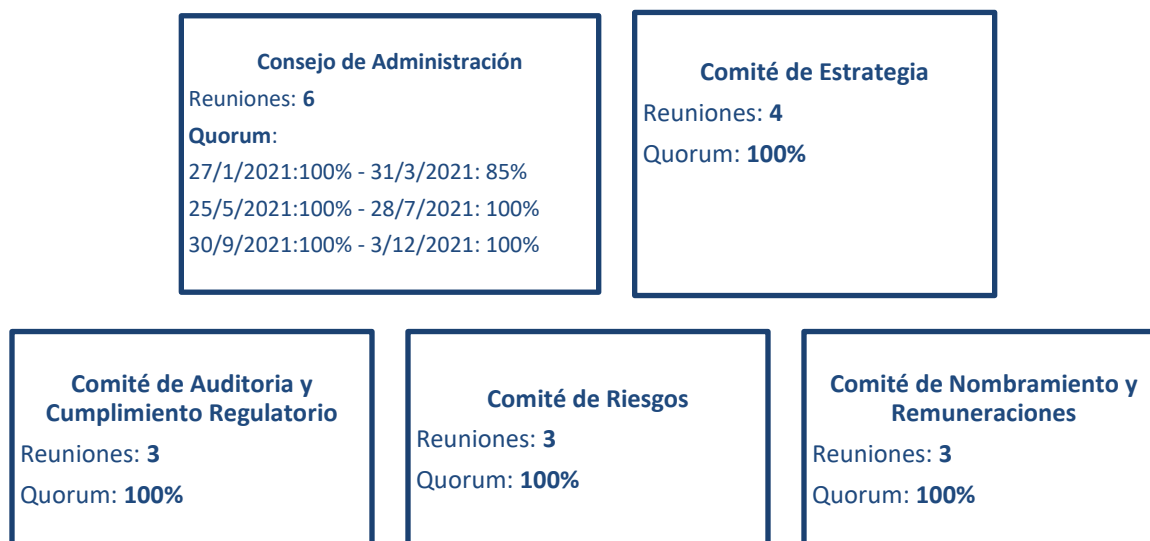 Consejo de Administración
Reuniones: 6
Quorum:
27/1/2021:100% - 31/3/2021: 85%
25/5/2021:100% - 28/7/2021: 100%
30/9/2021:100% - 3/12/2021: 100%
Comité de Estrategia
Reuniones: 4
Quorum: 100%
Comité de Auditoria y
Cumplimiento Regulatorio
Reuniones: 3
Quorum: 100%
Comité de Riesgos
Reuniones: 3
Quorum: 100%
Comité de Nombramiento y
Remuneraciones
Reuniones: 3
Quorum: 100%